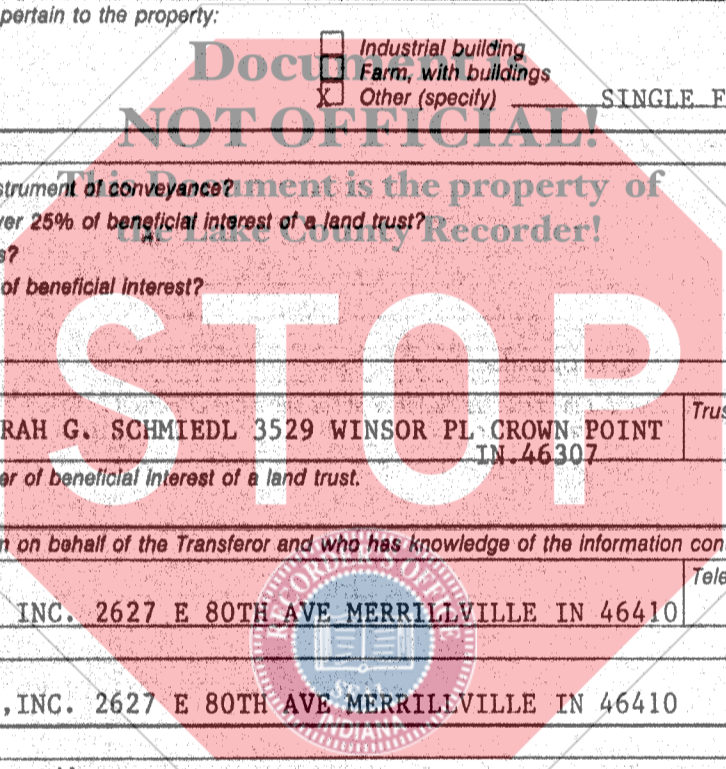 pertain to the property:
Industrial building
Farm, with buildings
X Other (specify) SINGLE F
Document is
NOT OFFICIAL!
This Document is the property of
the Lake County Recorder!
strument of conveyance?
ver 25% of beneficial interest of a land trust?
s?
of beneficial interest?
STOP
RAH G. SCHMIEDL 3529 WINSOR PL CROWN POINT
IN.46307
Trus
er of beneficial interest of a land trust.
n on behalf of the Transferor and who has knowledge of the information con
Tele
INC. 2627 E 80TH AVE MERRILLVILLE IN 46410
,INC. 2627 E 80TH AVE MERRILLVILLE IN 46410
RECORDER'S OFFICE
SEAL
INDIANA